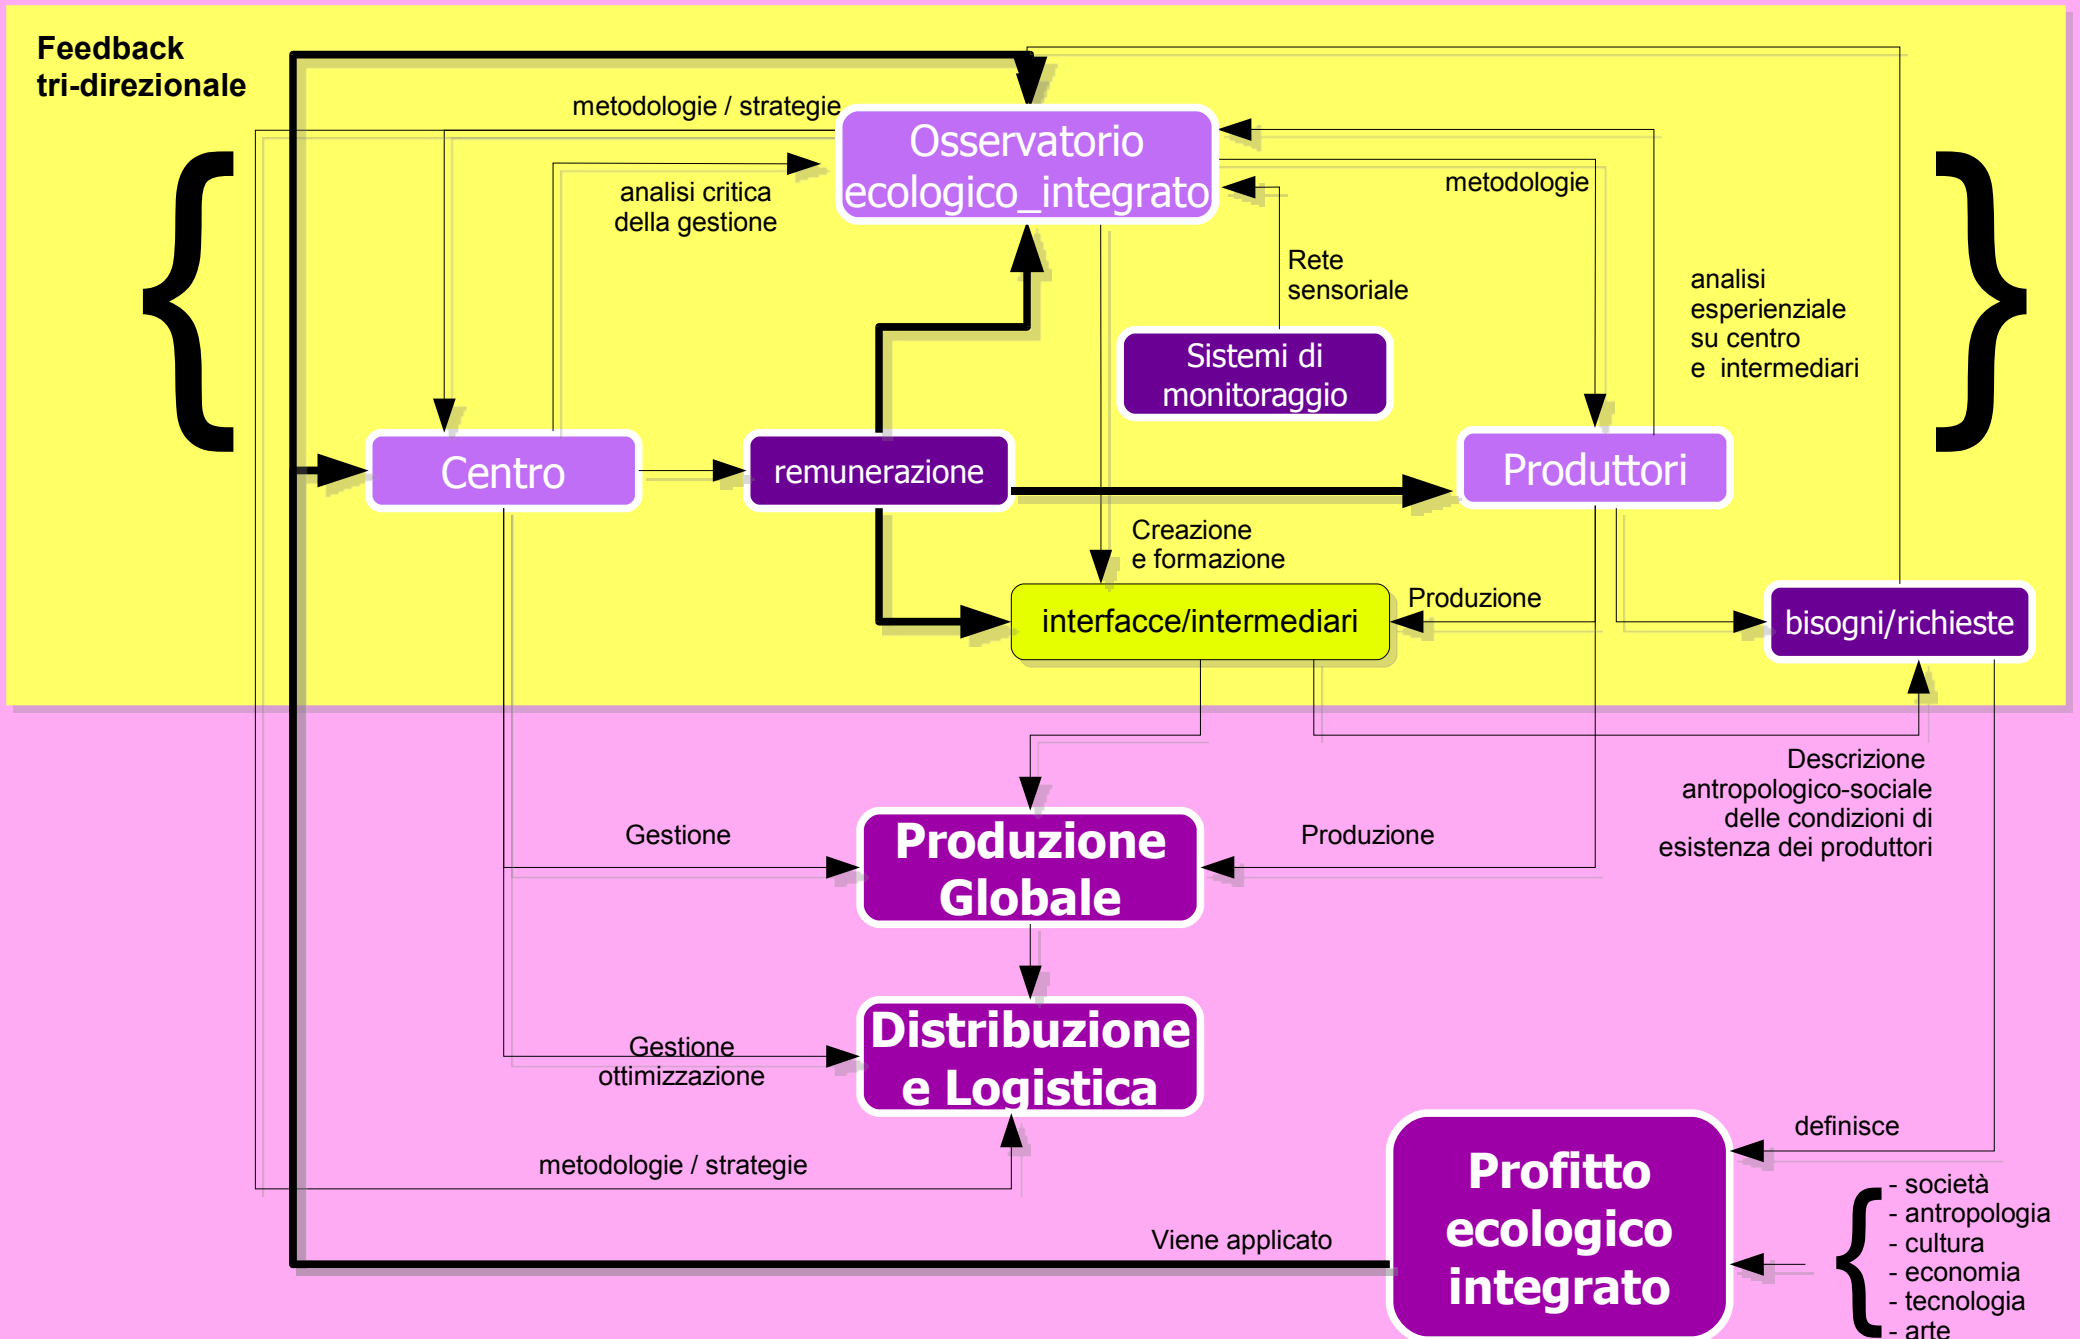 Feedback
tri-direzionale
metodologie / strategie
Osservatorio
ecologico_integrato
analisi critica
della gestione
metodologie
Rete
sensoriale
analisi
esperienziale
su centro
e  intermediari
Sistemi di
monitoraggio
Centro
remunerazione
Produttori
Creazione
e formazione
interfacce/intermediari
Produzione
bisogni/richieste
Descrizione
antropologico-sociale
delle condizioni di
esistenza dei produttori
Gestione
Produzione
Globale
Produzione
Gestione
ottimizzazione
Distribuzione
e Logistica
metodologie / strategie
definisce
Profitto
ecologico
integrato
Viene applicato
- società
- antropologia
- cultura
- economia
- tecnologia
- arte